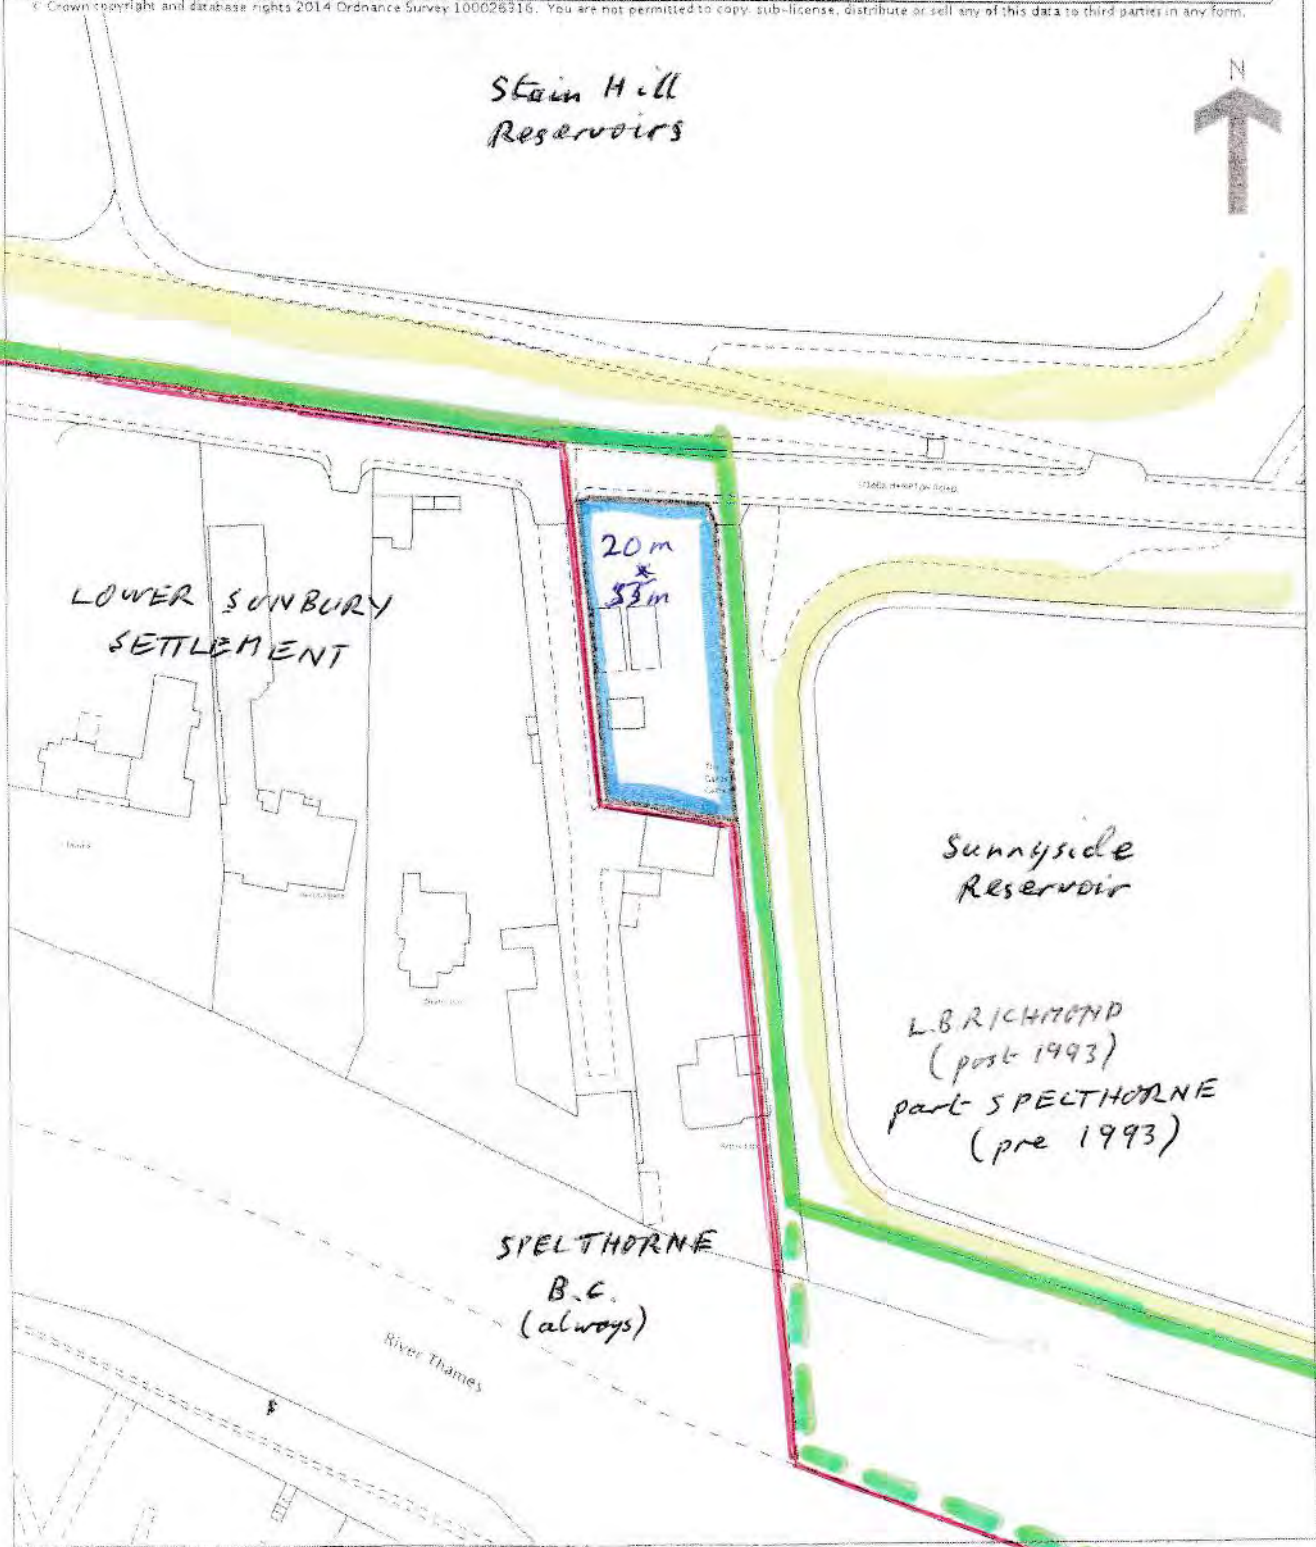 © Crown copyright and database rights 2014 Ordnance Survey 100026316. You are not permitted to copy, sub-license, distribute or sell any of this data to third parties in any form.
N
Stain Hill
Reservoirs
HAMPTON ROAD
20m
*
m
LOWER SUNBURY
SETTLEMENT
Sunnyside
Reservoir
L.B RICHMOND
(post 1993)
part SPELTHORNE
(pre 1993)
SPELTHORNE
B.C.
(always)
River Thames